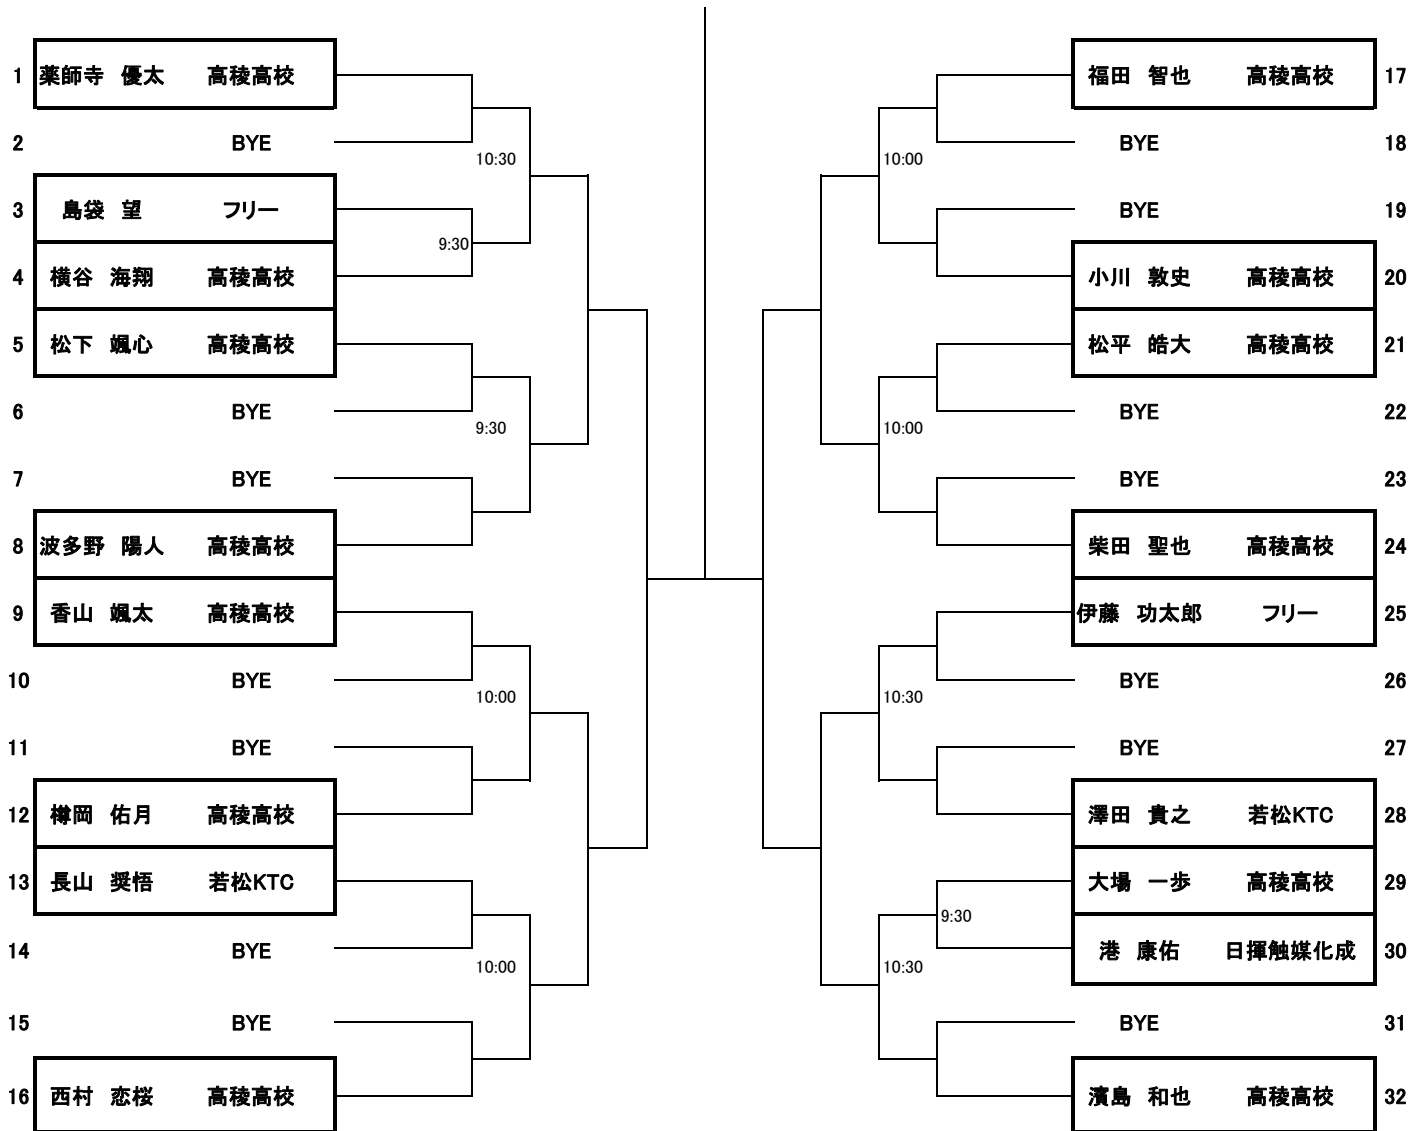 1 薬師寺 優太 高稜高校
2 BYE
10:30
3 島袋 望 フリー
9:30
4 横谷 海翔 高稜高校
5 松下 颯心 高稜高校
6 BYE
9:30
7 BYE
8 波多野 陽人 高稜高校
9 香山 颯太 高稜高校
10 BYE
10:00
11 BYE
12 樽岡 佑月 高稜高校
13 長山 奨悟 若松KTC
14 BYE
10:00
15 BYE
16 西村 恋桜 高稜高校
福田 智也 高稜高校 17
BYE 18
10:00
BYE 19
小川 敦史 高稜高校 20
松平 皓大 高稜高校 21
BYE 22
10:00
BYE 23
柴田 聖也 高稜高校 24
伊藤 功太郎 フリー 25
BYE 26
10:30
BYE 27
澤田 貴之 若松KTC 28
大場 一歩 高稜高校 29
9:30
港 康佑 日揮触媒化成 30
10:30
BYE 31
濱島 和也 高稜高校 32